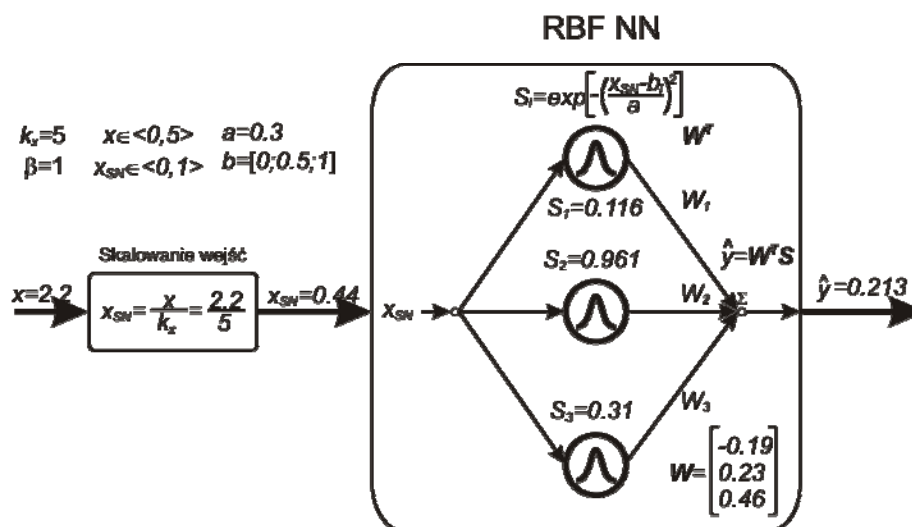 RBF NN
S_i=exp[-(x_SN-b_i/a)^2]
k_x=5 x∈<0,5> a=0.3
β=1 x_SN∈<0,1> b=[0;0.5;1]
W^T
S_1=0.116
W_1
Skalowanie wejść
S_2=0.961
ŷ=W^T S
x=2.2
x_SN=x/k_x=2.2/5
x_SN=0.44
x_SN
W_2
Σ
ŷ=0.213
S_3=0.31
W_3
W=[-0.19
0.23
0.46]